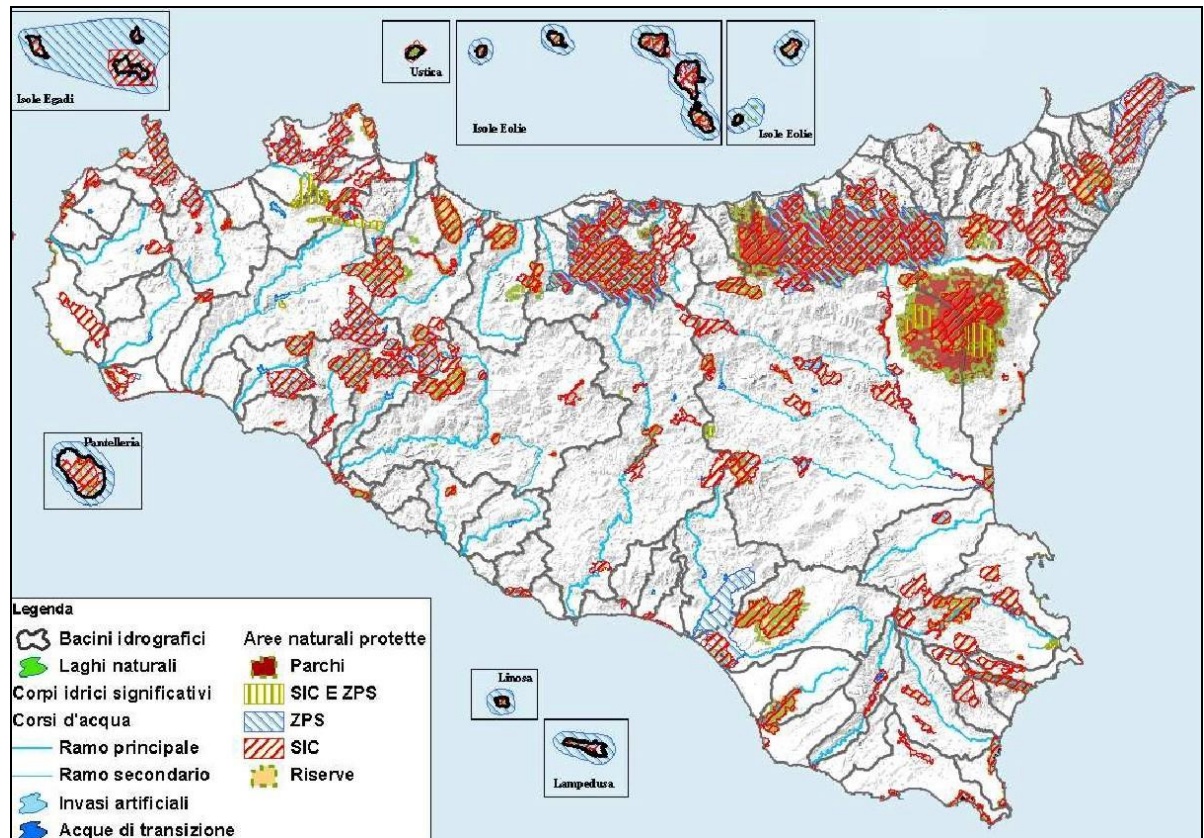 Isole Egadi
Ustica
Isole Eolie
Isole Eolie
Pantelleria
Linosa
Lampedusa
Legenda
Bacini idrografici
Laghi naturali
Corpi idrici significativi
Corsi d'acqua
Ramo principale
Ramo secondario
Invasi artificiali
Acque di transizione
Aree naturali protette
Parchi
SIC E ZPS
ZPS
SIC
Riserve